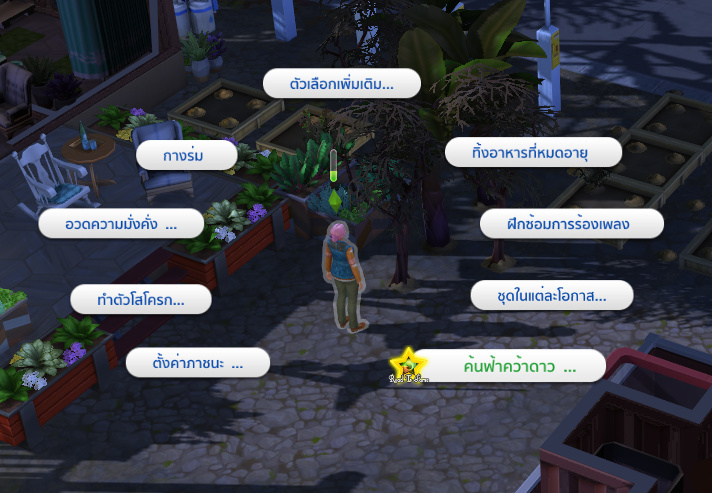 ตัวเลือกเพิ่มเติม...
กางร่ม
ทิ้งอาหารที่หมดอายุ
อวดความมั่งคั่ง ...
ฝึกซ้อมการร้องเพลง
ทำตัวโสโครก...
ชุดในแต่ละโอกาส...
ตั้งค่าภาชนะ ...
ค้นฟ้าคว้าดาว ...